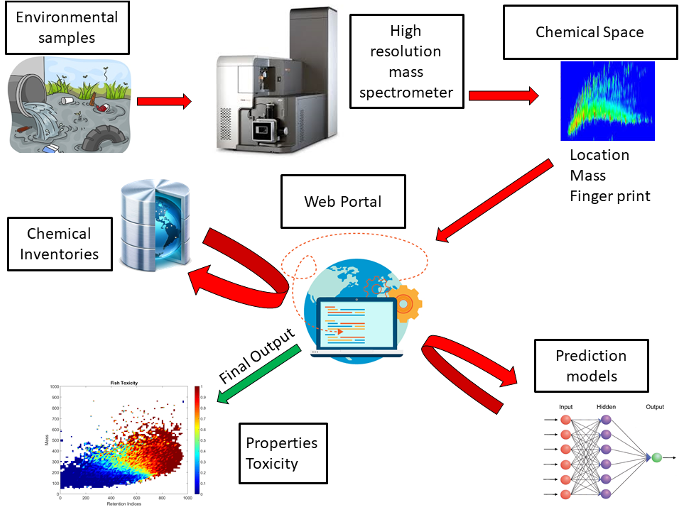 Environmental
samples
High
resolution
mass
spectrometer
Chemical Space
Location
Mass
Finger print
Web Portal
Chemical
Inventories
Final Output
Prediction
models
Input
Hidden
Output
Fish Toxicity
Mass
1000
900
800
700
600
500
400
300
200
100
0
0
200
400
600
800
1000
Retention Indices
1
0.9
0.8
0.7
0.6
0.5
0.4
0.3
0.2
0.1
0
Properties
Toxicity